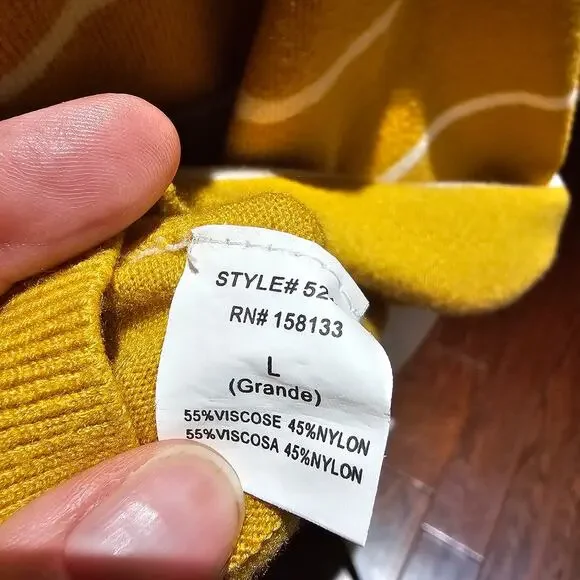 STYLE# 52
RN# 158133
L
(Grande)
55%VISCOSE 45%NYLON
55%VISCOSA 45%NYLON